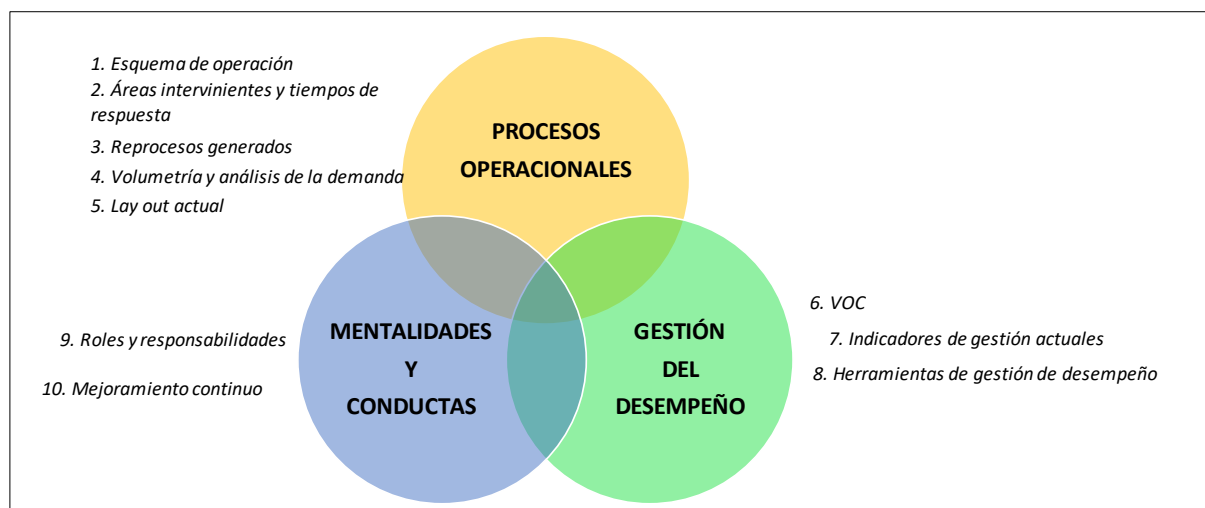 1. Esquema de operación
2. Áreas intervinientes y tiempos de
respuesta
3. Reprocesos generados
4. Volumetría y análisis de la demanda
5. Lay out actual
PROCESOS
OPERACIONALES
9. Roles y responsabilidades
10. Mejoramiento continuo
MENTALIDADES
Y
CONDUCTAS
GESTIÓN
DEL
DESEMPEÑO
6. VOC
7. Indicadores de gestión actuales
8. Herramientas de gestión de desempeño